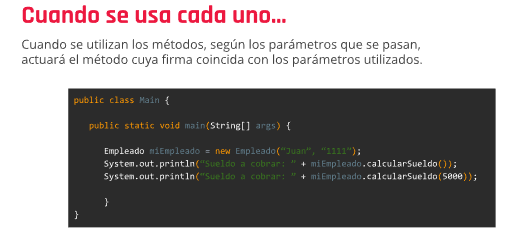 Cuando se usa cada uno...
Cuando se utilizan los métodos, según los parámetros que se pasan,
actuará el método cuya firma coincida con los parámetros utilizados.
public class Main {
public static void main(String[] args) {
Empleado miEmpleado = new Empleado("Juan", "1111");
System.out.println("Sueldo a cobrar: " + miEmpleado.calcularSueldo());
System.out.println("Sueldo a cobrar: " + miEmpleado.calcularSueldo(5000));
}
}